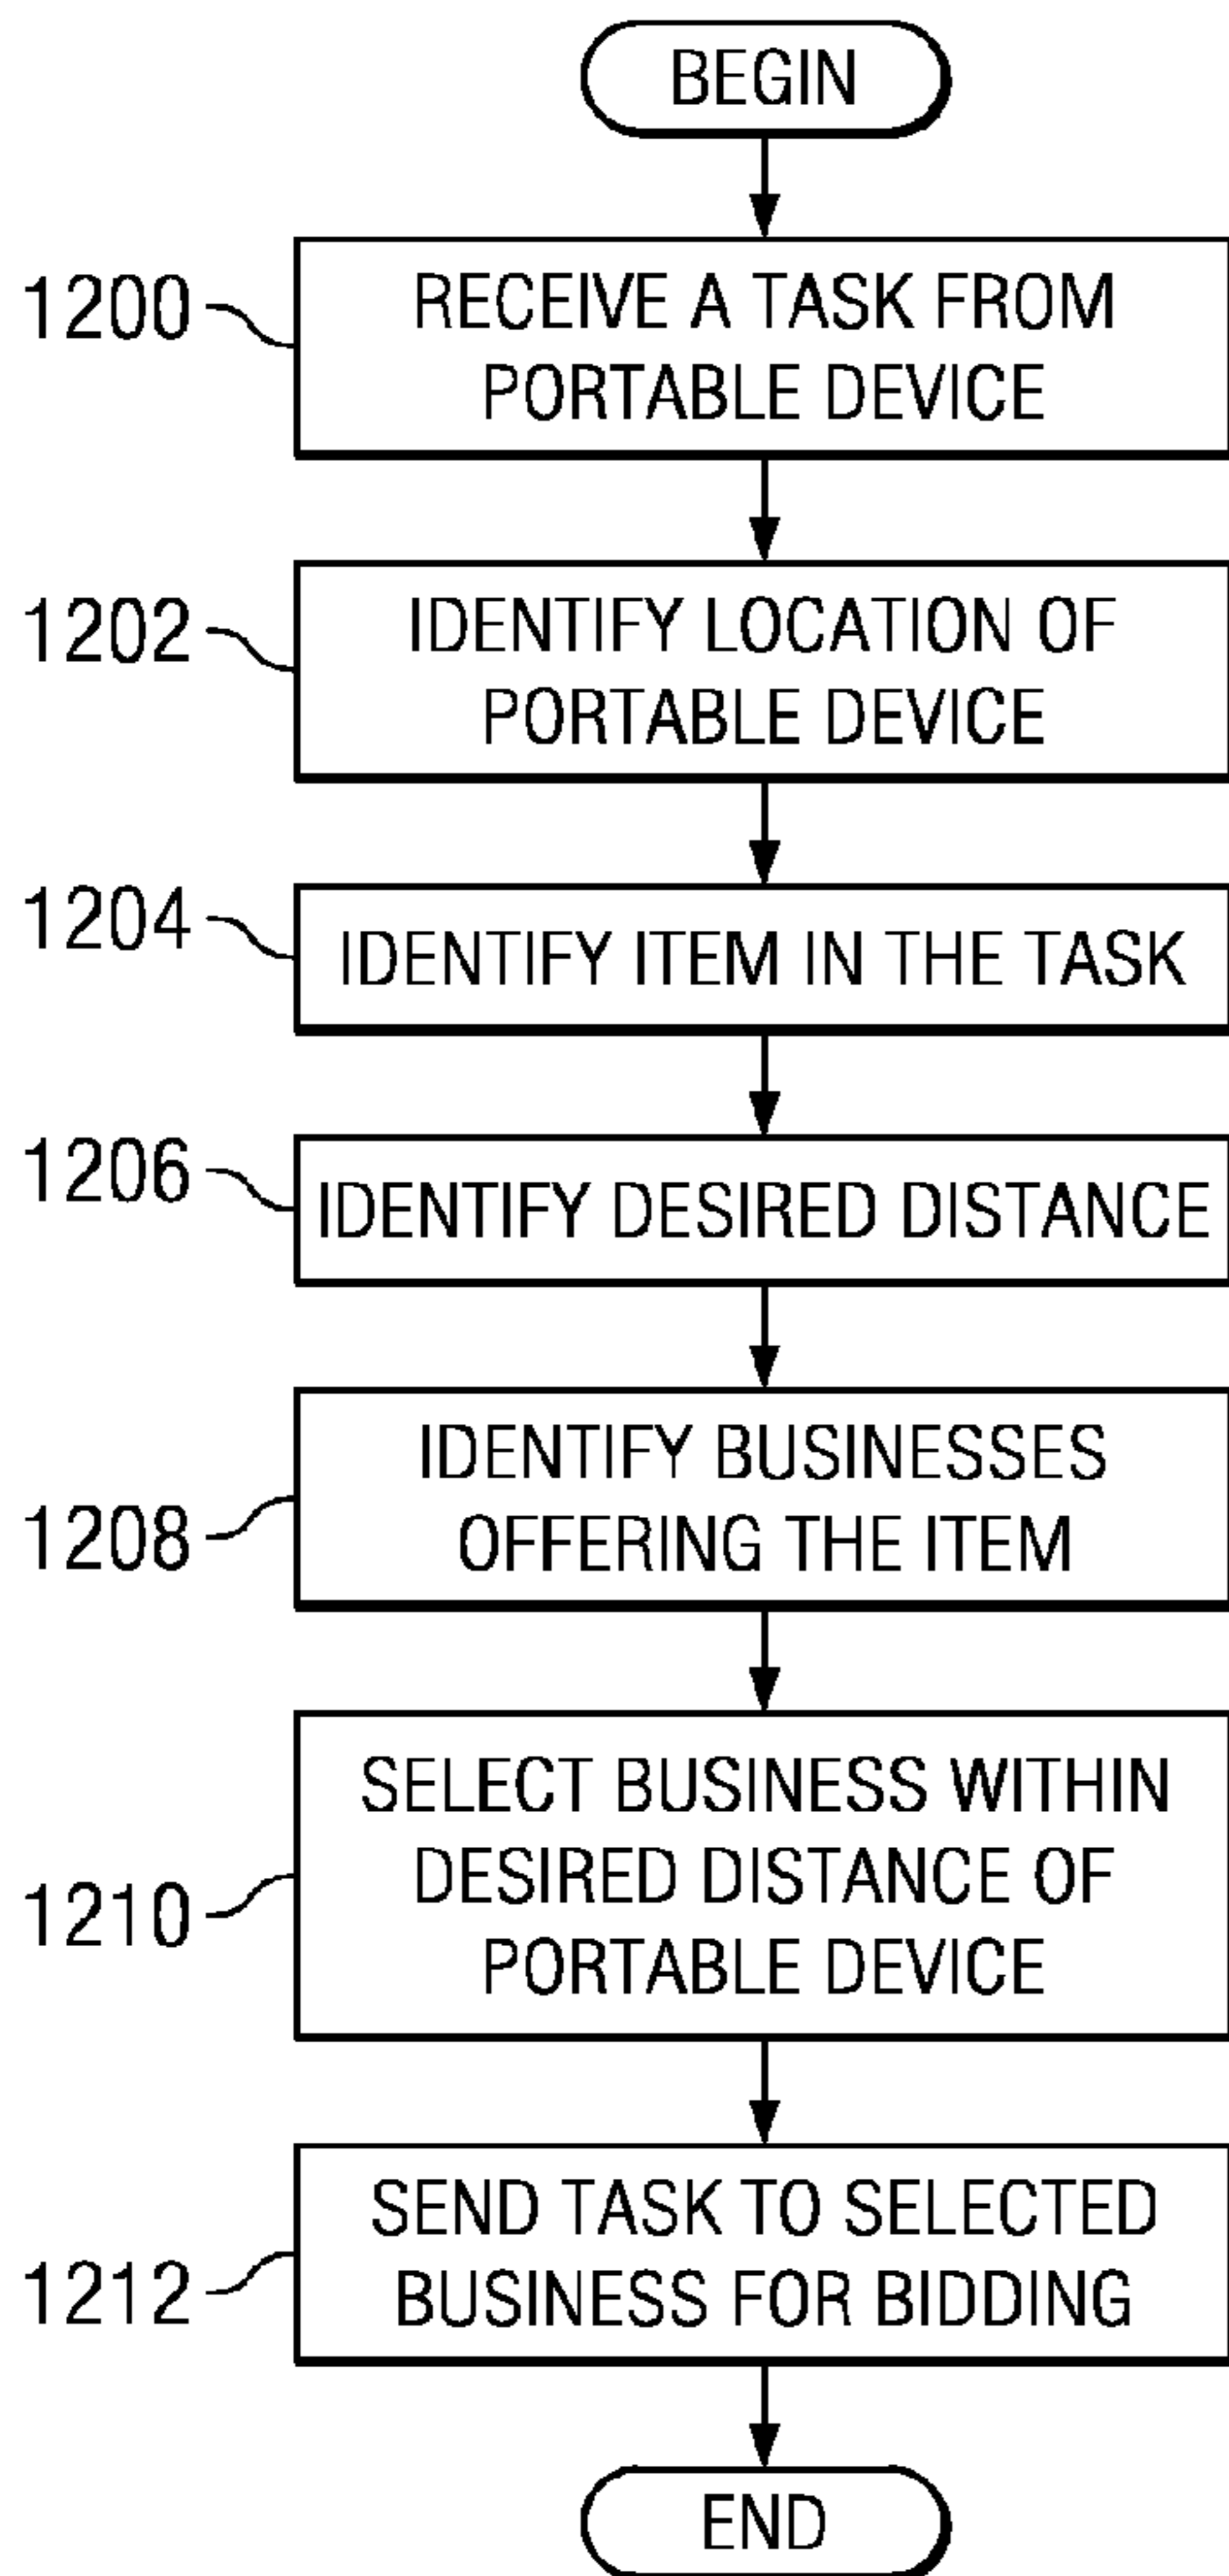 BEGIN
1200
RECEIVE A TASK FROM
PORTABLE DEVICE
1202
IDENTIFY LOCATION OF
PORTABLE DEVICE
1204
IDENTIFY ITEM IN THE TASK
1206
IDENTIFY DESIRED DISTANCE
1208
IDENTIFY BUSINESSES
OFFERING THE ITEM
1210
SELECT BUSINESS WITHIN
DESIRED DISTANCE OF
PORTABLE DEVICE
1212
SEND TASK TO SELECTED
BUSINESS FOR BIDDING
END